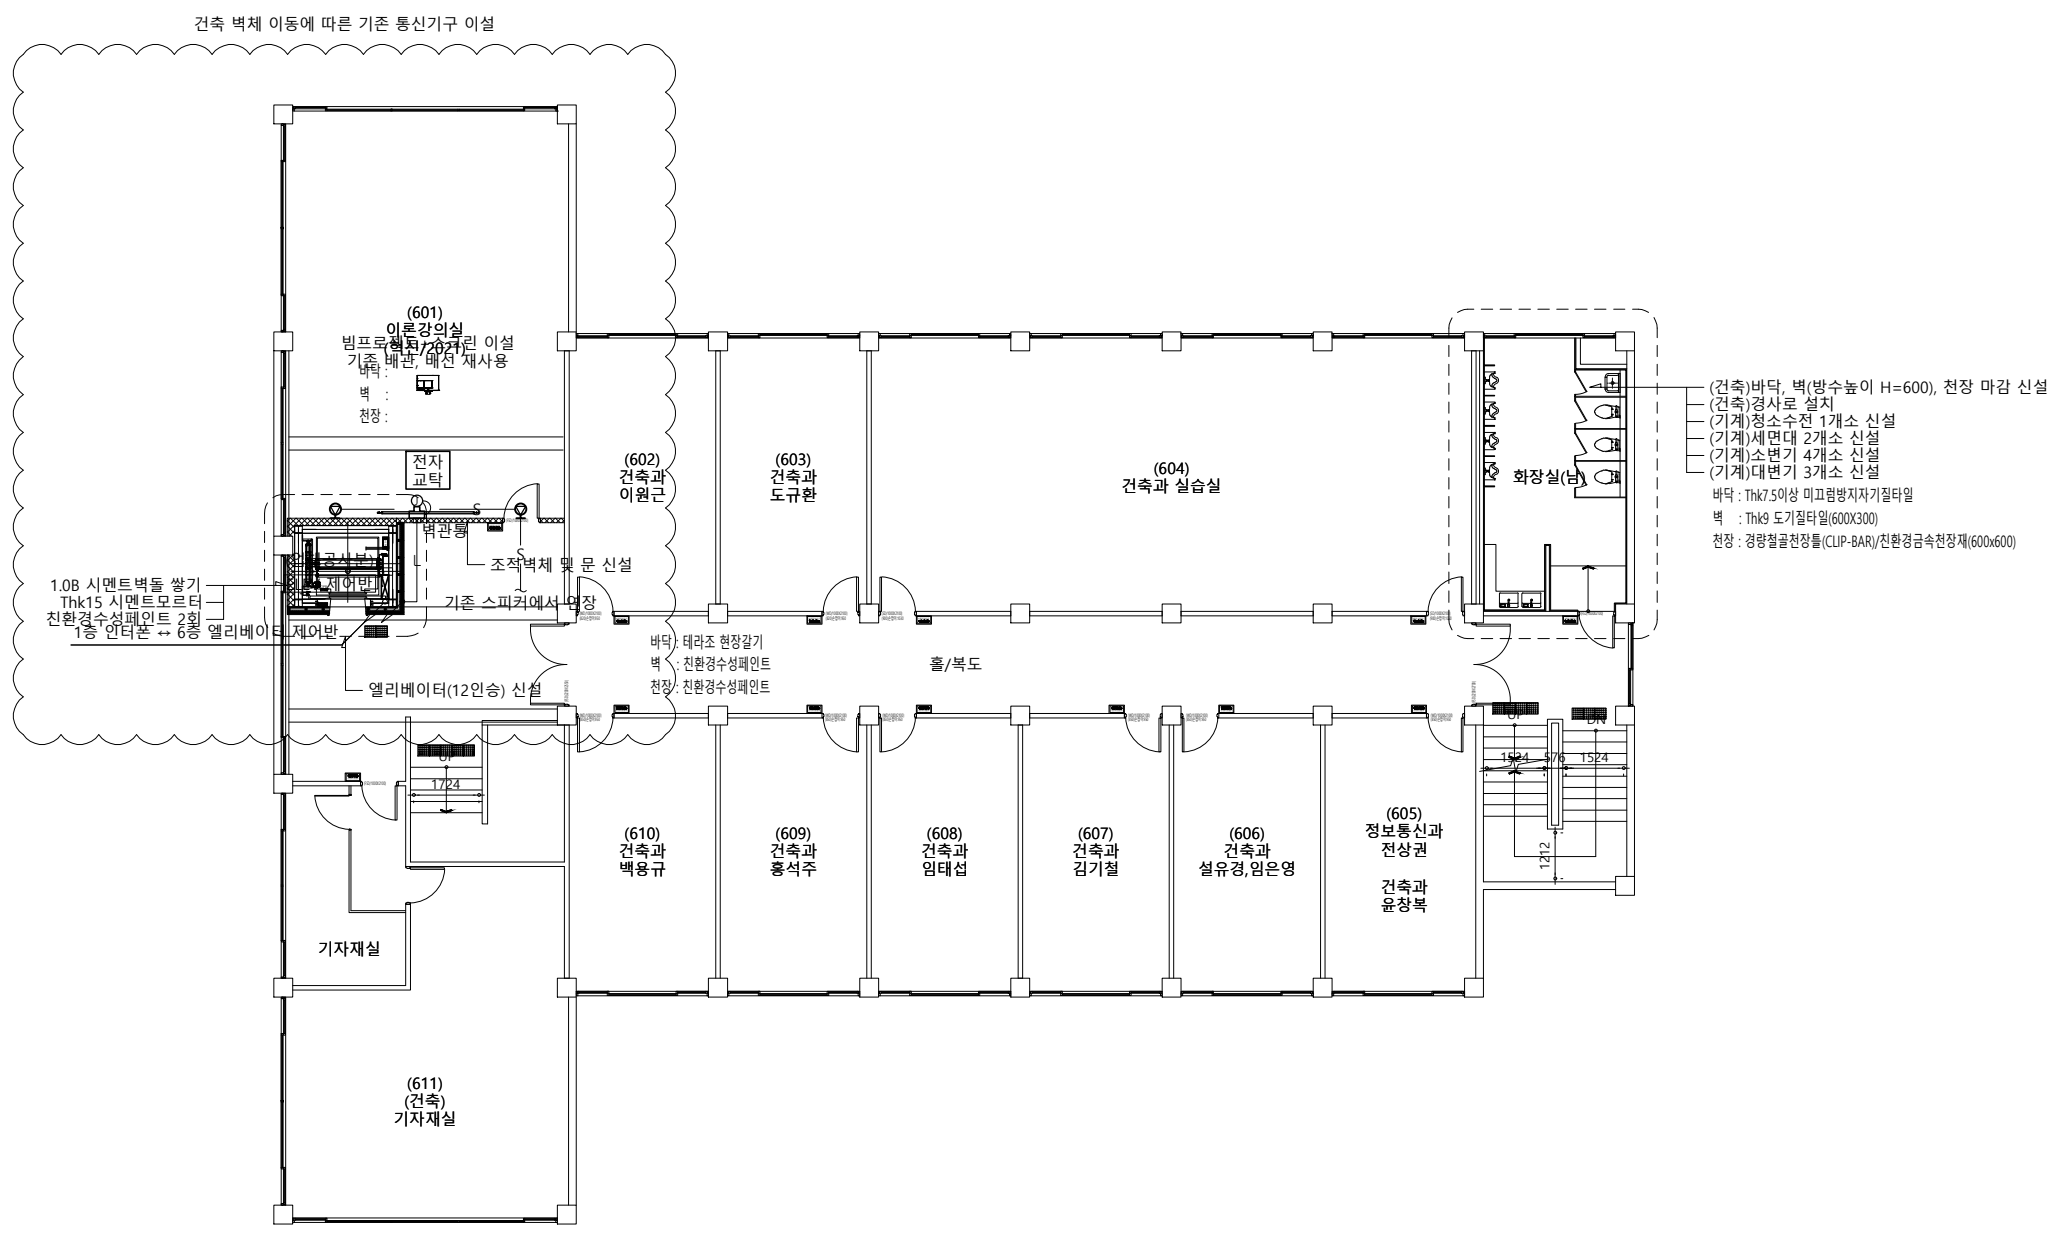 건축 벽체 이동에 따른 기존 통신기구 이설
(601)
이론강의실
(혁신/2021)
빔프로젝트, 스크린 이설
기존 배관, 배선 재사용
바닥 :
벽 :
천장 :
전자
교탁
S
벽관통
S
L
제어반
조적벽체 및 문 신설
기존 스피커에서 연장
1.0B 시멘트벽돌 쌓기
Thk15 시멘트모르터
친환경수성페인트 2회
1층 인터폰 ↔ 6층 엘리베이터 제어반
엘리베이터(12인승) 신설
(602)
건축과
이원근
(603)
건축과
도규환
(604)
건축과 실습실
화장실(남)
(건축)바닥, 벽(방수높이 H=600), 천장 마감 신설
(건축)경사로 설치
(기계)청소수전 1개소 신설
(기계)세면대 2개소 신설
(기계)소변기 4개소 신설
(기계)대변기 3개소 신설
바닥 : Thk7.5이상 미끄럼방지자기질타일
벽 : Thk9 도기질타일(600X300)
천장 : 경량철골천장틀(CLIP-BAR)/친환경금속천장재(600x600)
바닥 : 테라조 현장갈기
벽 : 친환경수성페인트
천장 : 친환경수성페인트
홀/복도
UP
1724
UP
DN
1524
576
1524
1212
(610)
건축과
백용규
(609)
건축과
홍석주
(608)
건축과
임태섭
(607)
건축과
김기철
(606)
건축과
설유경,임은영
(605)
정보통신과
전상권
건축과
윤창복
기자재실
(611)
(건축)
기자재실